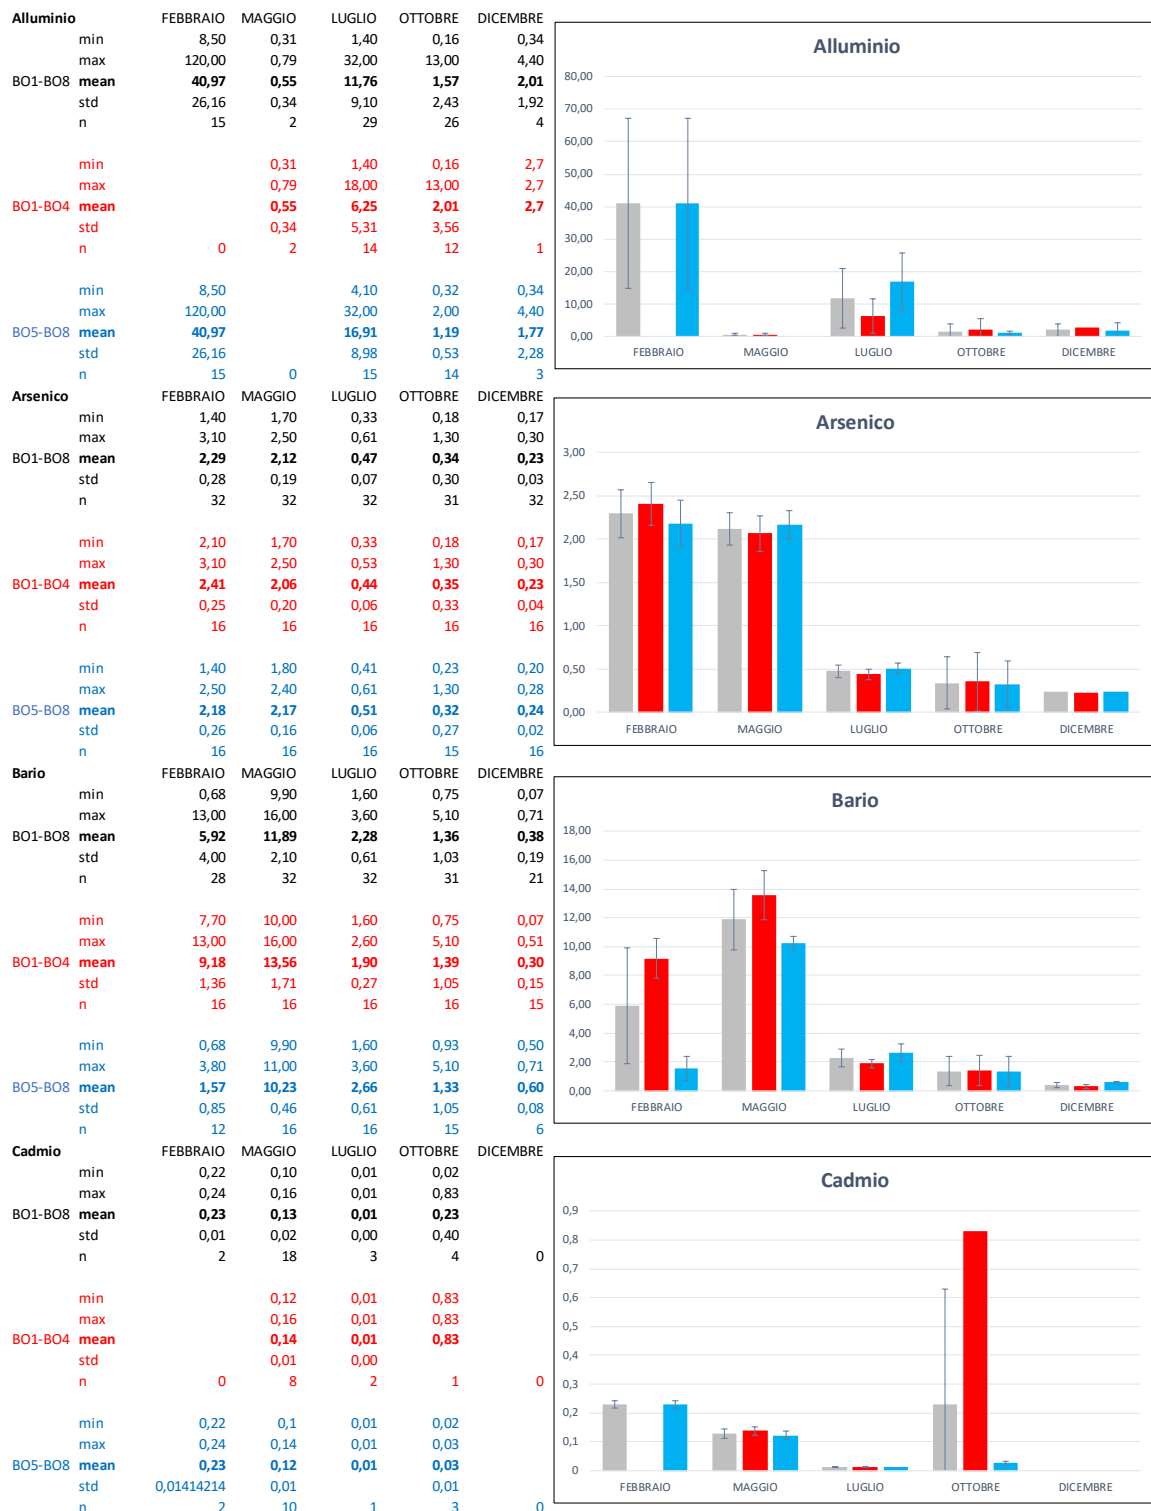 Alluminio FEBBRAIO MAGGIO LUGLIO OTTOBRE DICEMBRE
min 8,50 0,31 1,40 0,16 0,34
max 120,00 0,79 32,00 13,00 4,40
BO1-BO8 mean 40,97 0,55 11,76 1,57 2,01
std 26,16 0,34 9,10 2,43 1,92
n 15 2 29 26 4
min 0,31 1,40 0,16 2,7
max 0,79 18,00 13,00 2,7
BO1-BO4 mean 0,55 6,25 2,01 2,7
std 0,34 5,31 3,56
n 0 2 14 12 1
min 8,50 4,10 0,32 0,34
max 120,00 32,00 2,00 4,40
BO5-BO8 mean 40,97 16,91 1,19 1,77
std 26,16 8,98 0,53 2,28
n 15 0 15 14 3
Alluminio
80,00
70,00
60,00
50,00
40,00
30,00
20,00
10,00
0,00
FEBBRAIO MAGGIO LUGLIO OTTOBRE DICEMBRE
Arsenico FEBBRAIO MAGGIO LUGLIO OTTOBRE DICEMBRE
min 1,40 1,70 0,33 0,18 0,17
max 3,10 2,50 0,61 1,30 0,30
BO1-BO8 mean 2,29 2,12 0,47 0,34 0,23
std 0,28 0,19 0,07 0,30 0,03
n 32 32 32 31 32
min 2,10 1,70 0,33 0,18 0,17
max 3,10 2,50 0,53 1,30 0,30
BO1-BO4 mean 2,41 2,06 0,44 0,35 0,23
std 0,25 0,20 0,06 0,33 0,04
n 16 16 16 16 16
min 1,40 1,80 0,41 0,23 0,20
max 2,50 2,40 0,61 1,30 0,28
BO5-BO8 mean 2,18 2,17 0,51 0,32 0,24
std 0,26 0,16 0,06 0,27 0,02
n 16 16 16 15 16
Arsenico
3,00
2,50
2,00
1,50
1,00
0,50
0,00
FEBBRAIO MAGGIO LUGLIO OTTOBRE DICEMBRE
Bario FEBBRAIO MAGGIO LUGLIO OTTOBRE DICEMBRE
min 0,68 9,90 1,60 0,75 0,07
max 13,00 16,00 3,60 5,10 0,71
BO1-BO8 mean 5,92 11,89 2,28 1,36 0,38
std 4,00 2,10 0,61 1,03 0,19
n 28 32 32 31 21
min 7,70 10,00 1,60 0,75 0,07
max 13,00 16,00 2,60 5,10 0,51
BO1-BO4 mean 9,18 13,56 1,90 1,39 0,30
std 1,36 1,71 0,27 1,05 0,15
n 16 16 16 16 15
min 0,68 9,90 1,60 0,93 0,50
max 3,80 11,00 3,60 5,10 0,71
BO5-BO8 mean 1,57 10,23 2,66 1,33 0,60
std 0,85 0,46 0,61 1,05 0,08
n 12 16 16 15 6
Bario
18,00
16,00
14,00
12,00
10,00
8,00
6,00
4,00
2,00
0,00
FEBBRAIO MAGGIO LUGLIO OTTOBRE DICEMBRE
Cadmio FEBBRAIO MAGGIO LUGLIO OTTOBRE DICEMBRE
min 0,22 0,10 0,01 0,02
max 0,24 0,16 0,01 0,83
BO1-BO8 mean 0,23 0,13 0,01 0,23
std 0,01 0,02 0,00 0,40
n 2 18 3 4 0
min 0,12 0,01 0,83
max 0,16 0,01 0,83
BO1-BO4 mean 0,14 0,01 0,83
std 0,01 0,00
n 0 8 2 1 0
min 0,22 0,1 0,01 0,02
max 0,24 0,14 0,01 0,03
BO5-BO8 mean 0,23 0,12 0,01 0,03
std 0,01414214 0,01 0,01
n 2 10 1 3 0
Cadmio
0,9
0,8
0,7
0,6
0,5
0,4
0,3
0,2
0,1
0
FEBBRAIO MAGGIO LUGLIO OTTOBRE DICEMBRE